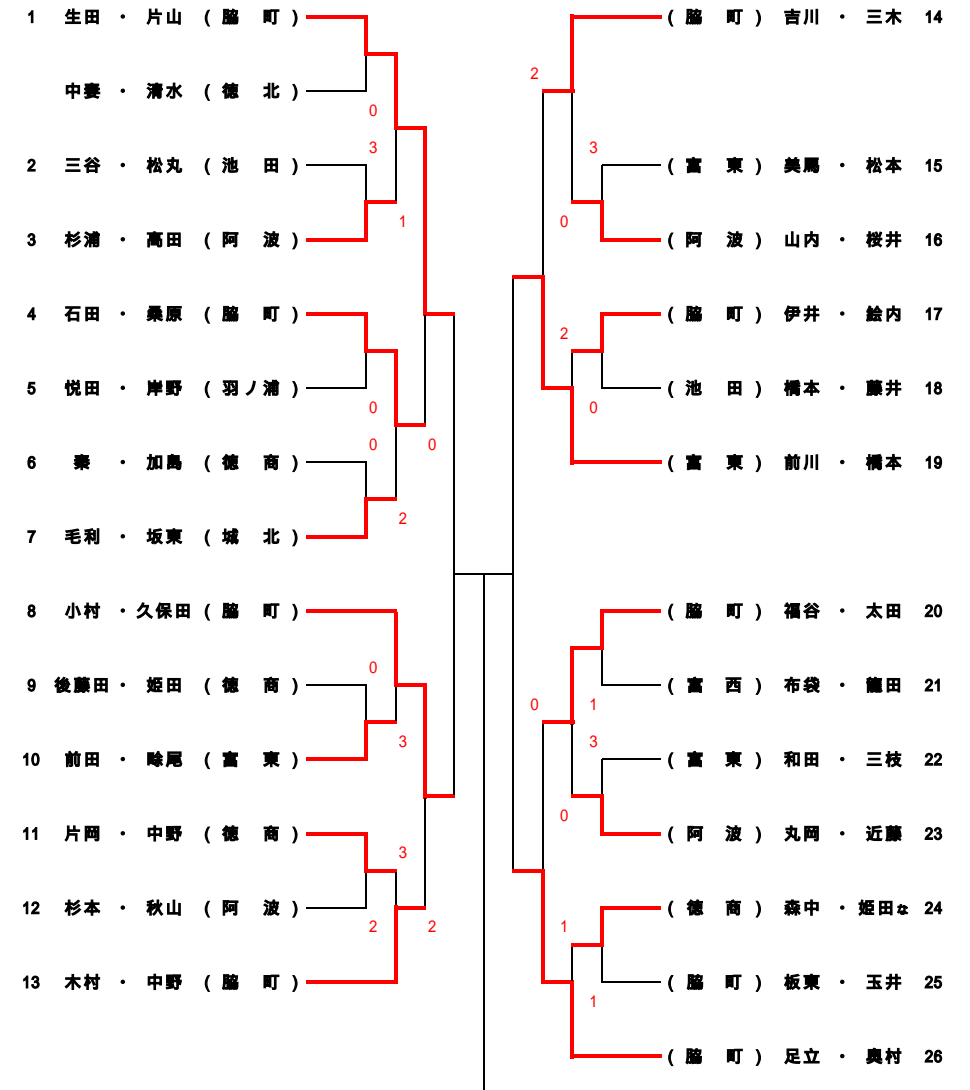 1 生田 ・ 片山 ( 脇 町 )
中妻 ・ 清水 ( 徳 北 )
0
3
2 三谷 ・ 松丸 ( 池 田 )
3 杉浦 ・ 高田 ( 阿 波 )
1
4 石田 ・ 桑原 ( 脇 町 )
5 悦田 ・ 岸野 ( 羽ノ浦 )
0
0
0
6 秦 ・ 加島 ( 徳 商 )
2
7 毛利 ・ 坂東 ( 城 北 )
8 小村 ・ 久保田 ( 脇 町 )
0
9 後藤田 ・ 姫田 ( 徳 商 )
3
10 前田 ・ 畭尾 ( 富 東 )
11 片岡 ・ 中野 ( 徳 商 )
3
12 杉本 ・ 秋山 ( 阿 波 )
2
2
13 木村 ・ 中野 ( 脇 町 )
( 脇 町 ) 吉川 ・ 三木 14
2
3
( 富 東 ) 美馬 ・ 松本 15
0
( 阿 波 ) 山内 ・ 桜井 16
( 脇 町 ) 伊井 ・ 絵内 17
2
( 池 田 ) 橋本 ・ 藤井 18
0
( 富 東 ) 前川 ・ 橋本 19
( 脇 町 ) 福谷 ・ 太田 20
( 富 西 ) 布袋 ・ 籠田 21
0
1
3
( 富 東 ) 和田 ・ 三枝 22
0
( 阿 波 ) 丸岡 ・ 近藤 23
( 徳 商 ) 森中 ・ 姫田な 24
1
( 脇 町 ) 板東 ・ 玉井 25
1
( 脇 町 ) 足立 ・ 奥村 26